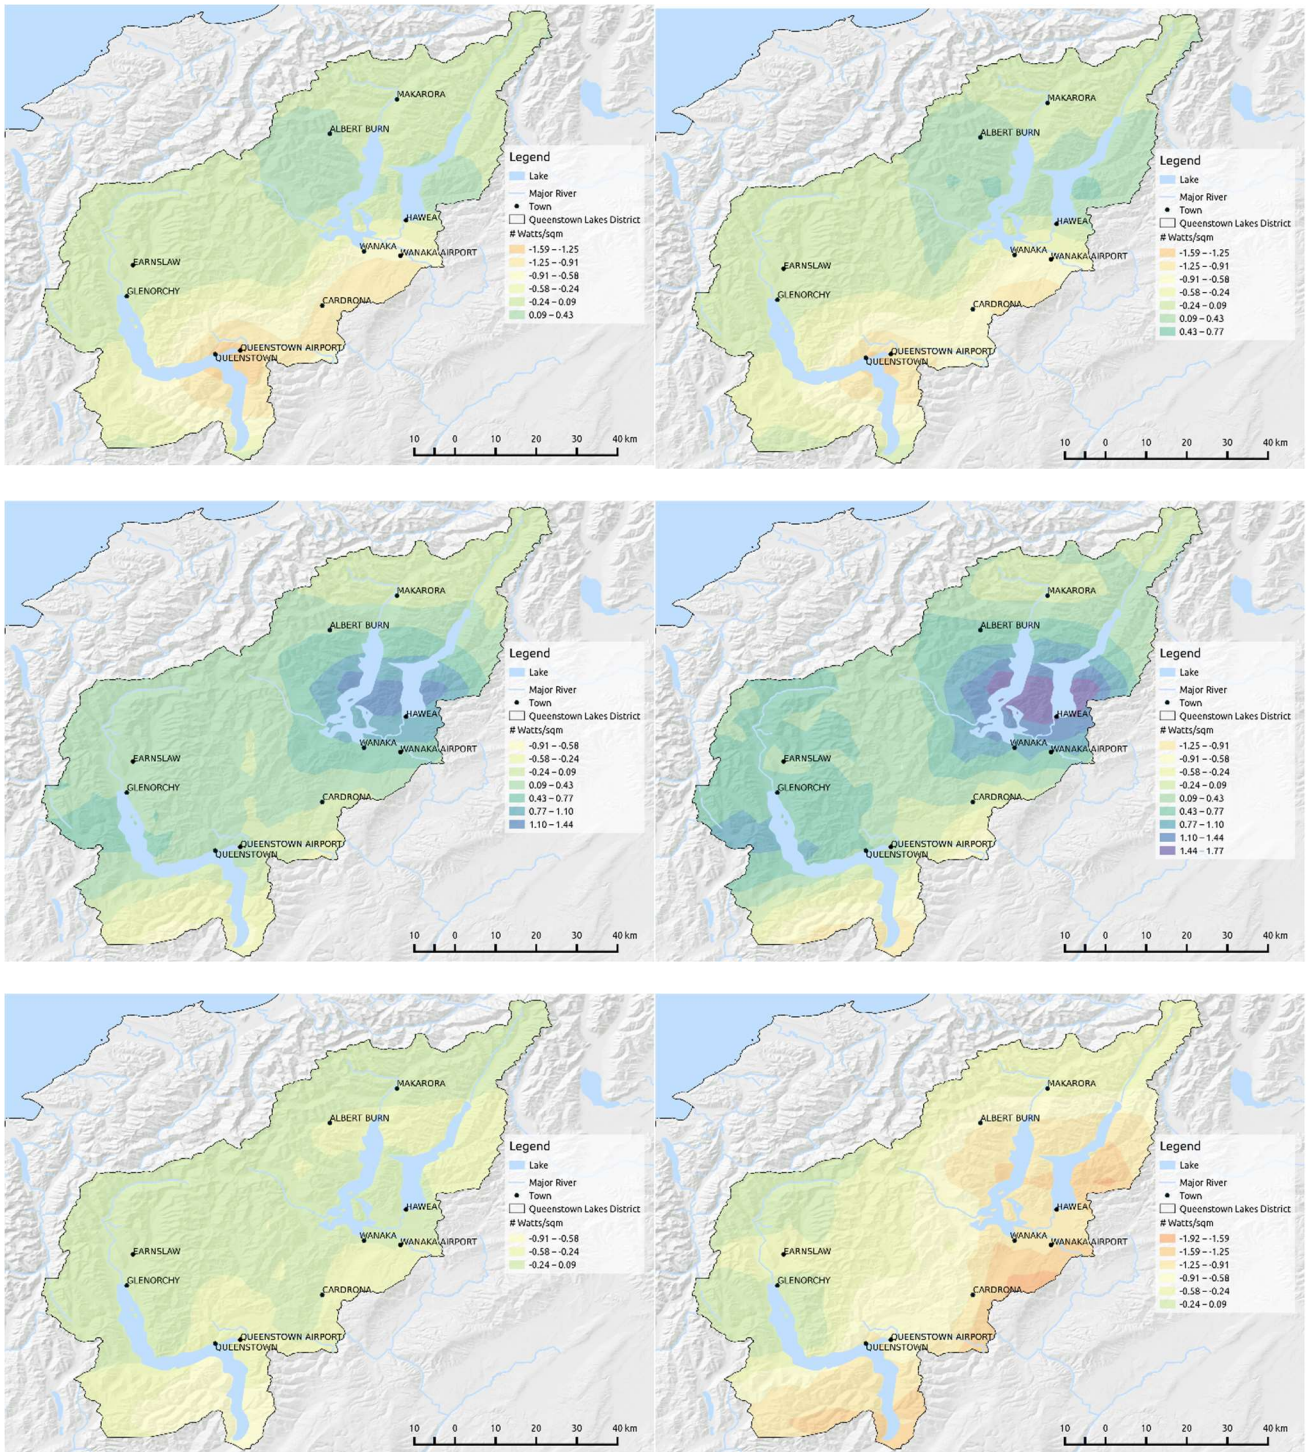 MAKARORA
ALBERT BURN
HAWEA
WANAKA
WANAKA AIRPORT
EARNSLAW
GLENORCHY
CARDRONA
QUEENSTOWN AIRPORT
QUEENSTOWN
Legend
Lake
Major River
Town
Queenstown Lakes District
# Watts/sqm
-1.59 – -1.25
-1.25 – -0.91
-0.91 – -0.58
-0.58 – -0.24
-0.24 – 0.09
0.09 – 0.43
10 0 10 20 30 40 km
MAKARORA
ALBERT BURN
HAWEA
WANAKA
WANAKA AIRPORT
EARNSLAW
GLENORCHY
CARDRONA
QUEENSTOWN AIRPORT
QUEENSTOWN
Legend
Lake
Major River
Town
Queenstown Lakes District
# Watts/sqm
-1.59 – -1.25
-1.25 – -0.91
-0.91 – -0.58
-0.58 – -0.24
-0.24 – 0.09
0.09 – 0.43
0.43 – 0.77
10 0 10 20 30 40 km
MAKARORA
ALBERT BURN
HAWEA
WANAKA
WANAKA AIRPORT
EARNSLAW
GLENORCHY
CARDRONA
QUEENSTOWN AIRPORT
QUEENSTOWN
Legend
Lake
Major River
Town
Queenstown Lakes District
# Watts/sqm
-0.91 – -0.58
-0.58 – -0.24
-0.24 – 0.09
0.09 – 0.43
0.43 – 0.77
0.77 – 1.10
1.10 – 1.44
10 0 10 20 30 40 km
MAKARORA
ALBERT BURN
HAWEA
WANAKA
WANAKA AIRPORT
EARNSLAW
GLENORCHY
CARDRONA
QUEENSTOWN AIRPORT
QUEENSTOWN
Legend
Lake
Major River
Town
Queenstown Lakes District
# Watts/sqm
-1.25 – -0.91
-0.91 – -0.58
-0.58 – -0.24
-0.24 – 0.09
0.09 – 0.43
0.43 – 0.77
0.77 – 1.10
1.10 – 1.44
1.44 – 1.77
10 0 10 20 30 40 km
MAKARORA
ALBERT BURN
HAWEA
WANAKA
WANAKA AIRPORT
EARNSLAW
GLENORCHY
CARDRONA
QUEENSTOWN AIRPORT
QUEENSTOWN
Legend
Lake
Major River
Town
Queenstown Lakes District
# Watts/sqm
-0.91 – -0.58
-0.58 – -0.24
-0.24 – 0.09
10 0 10 20 30 40 km
MAKARORA
ALBERT BURN
HAWEA
WANAKA
WANAKA AIRPORT
EARNSLAW
GLENORCHY
CARDRONA
QUEENSTOWN AIRPORT
QUEENSTOWN
Legend
Lake
Major River
Town
Queenstown Lakes District
# Watts/sqm
-1.92 – -1.59
-1.59 – -1.25
-1.25 – -0.91
-0.91 – -0.58
-0.58 – -0.24
-0.24 – 0.09
10 0 10 20 30 40 km